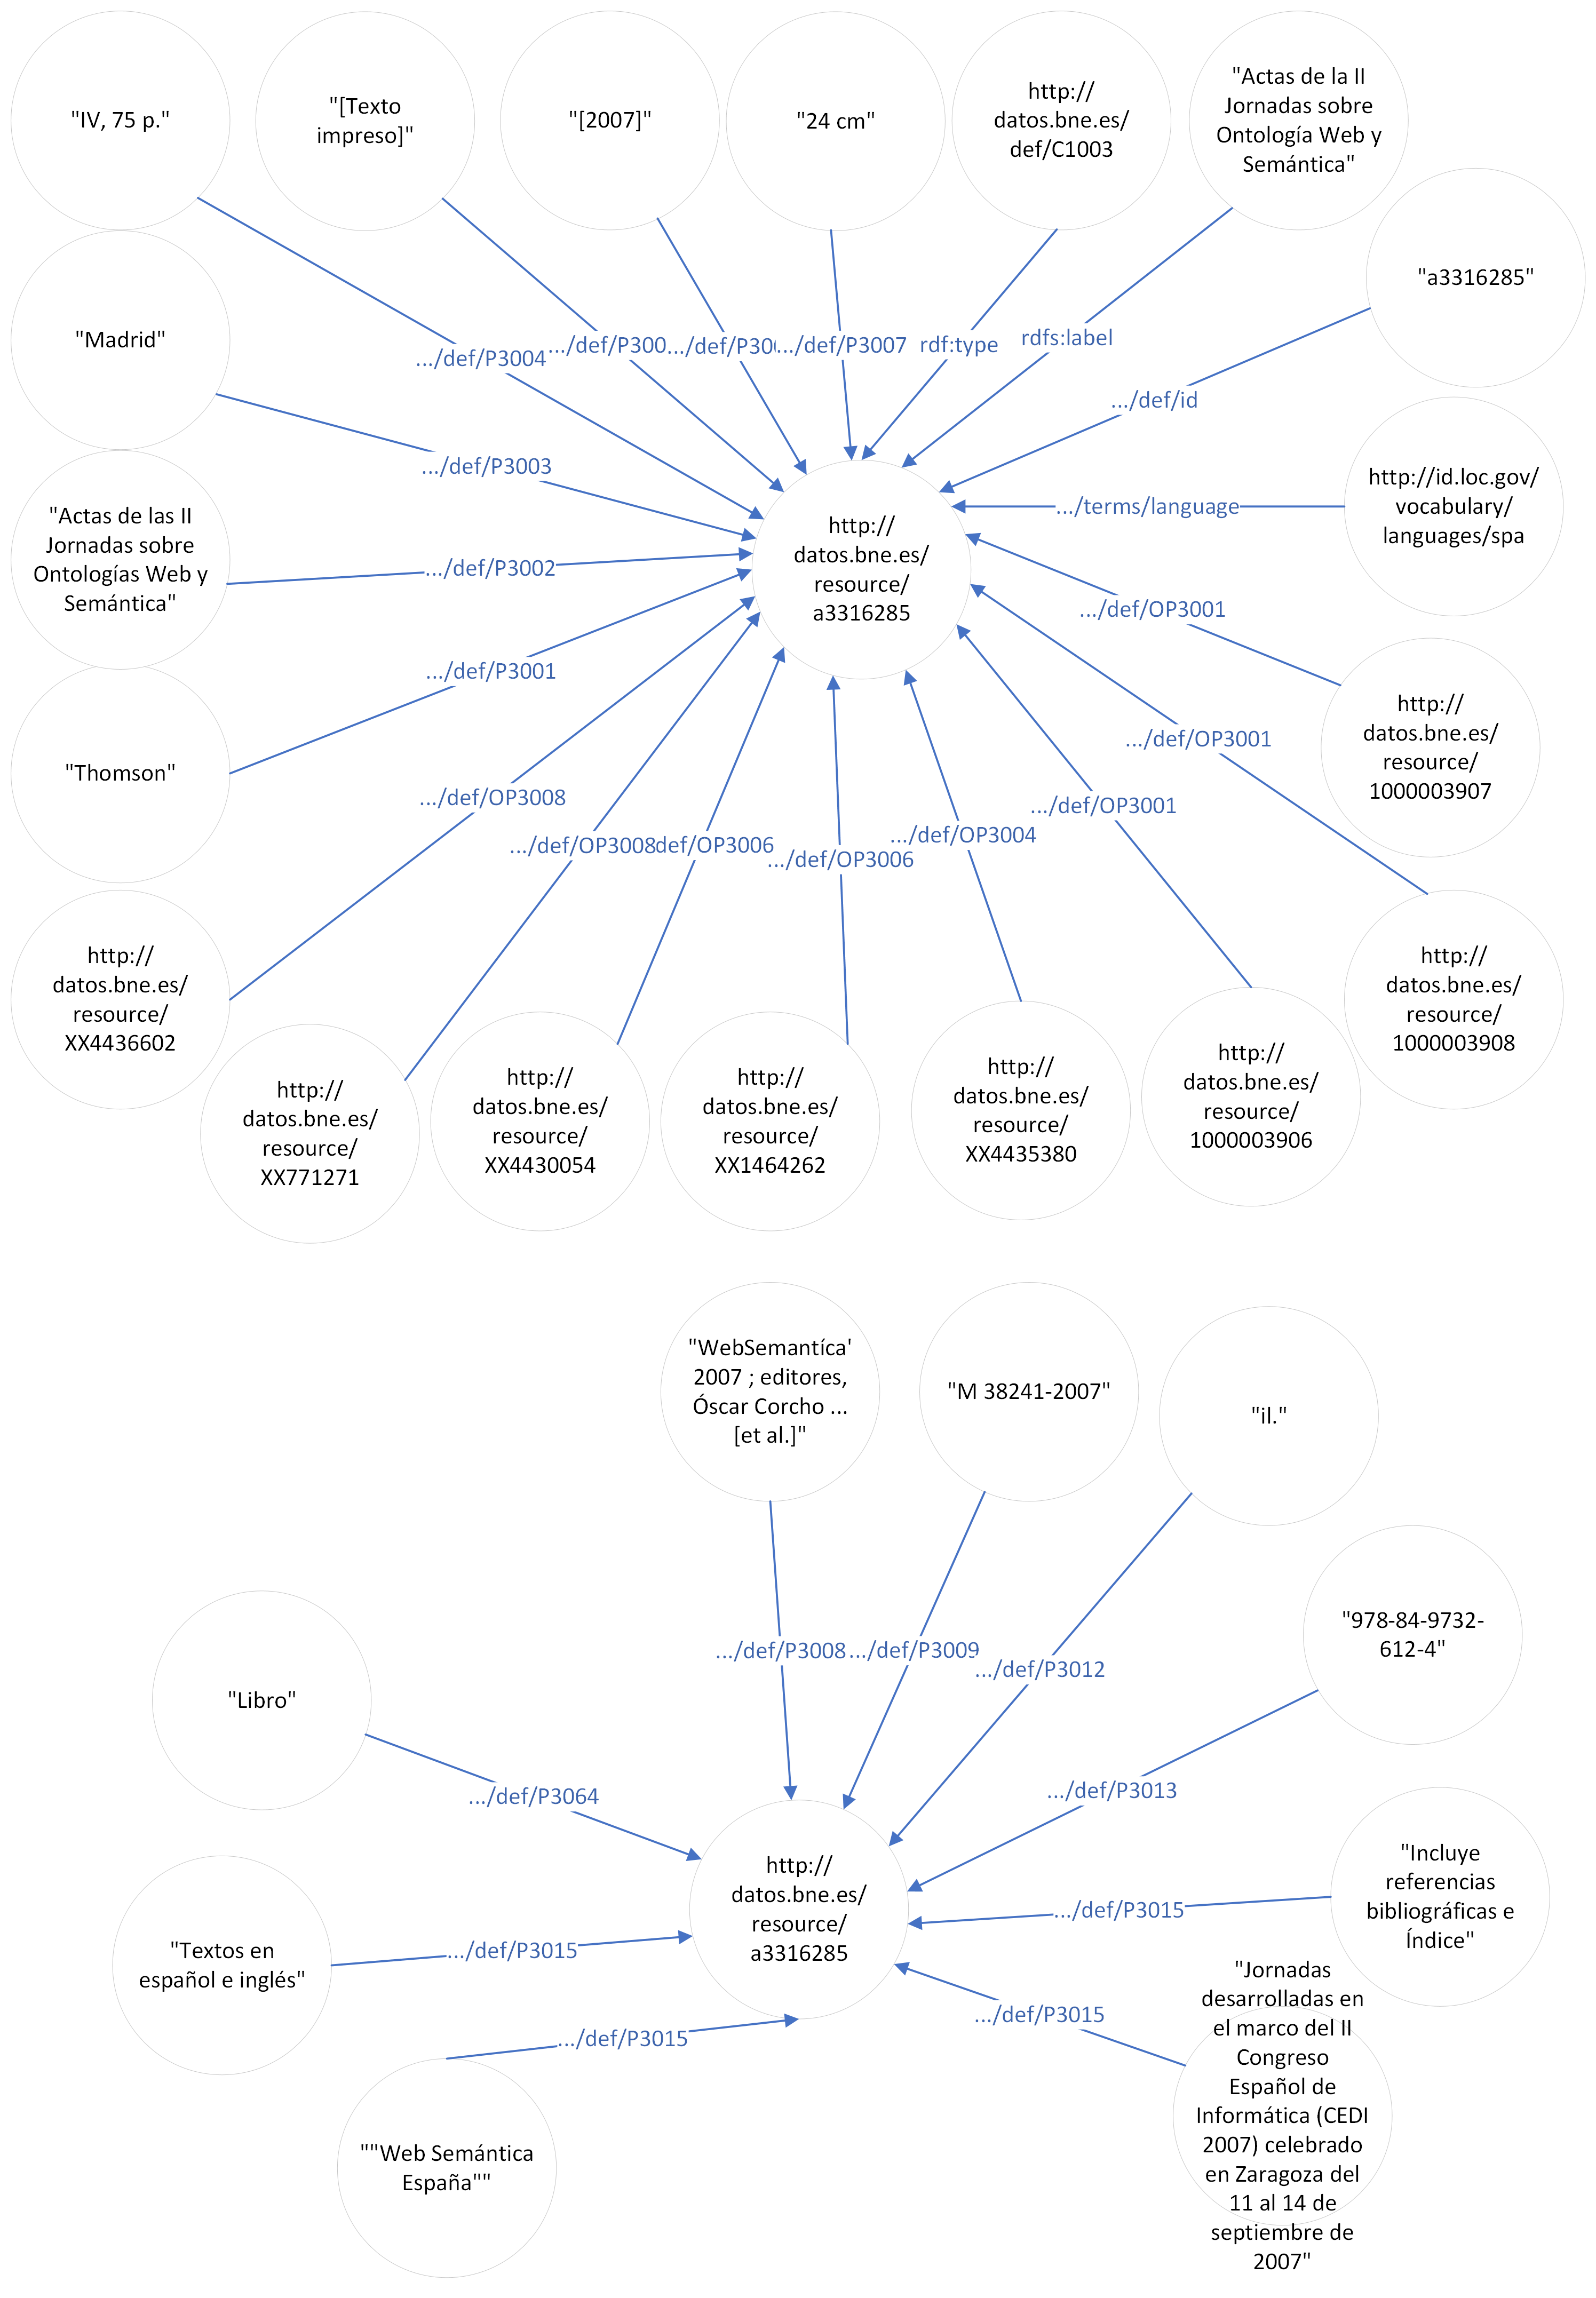 "IV, 75 p."
"[Texto
impreso]"
"[2007]"
"24 cm"
http://
datos.bne.es/
def/C1003
"Actas de la II
Jornadas sobre
Ontología Web y
Semántica"
"a3316285"
"Madrid"
.../def/P3004
.../def/P300
.../def/P30
.../def/P3007
rdf:type
rdfs:label
.../def/id
.../def/P3003
http://id.loc.gov/
vocabulary/
languages/spa
.../terms/language
"Actas de las II
Jornadas sobre
Ontologías Web y
Semántica"
.../def/P3002
http://
datos.bne.es/
resource/
a3316285
.../def/OP3001
.../def/P3001
http://
datos.bne.es/
resource/
1000003907
"Thomson"
.../def/OP3001
.../def/OP3008
.../def/OP3001
.../def/OP3008
def/OP3006
.../def/OP3006
.../def/OP3004
http://
datos.bne.es/
resource/
XX4436602
http://
datos.bne.es/
resource/
XX771271
http://
datos.bne.es/
resource/
XX4430054
http://
datos.bne.es/
resource/
XX1464262
http://
datos.bne.es/
resource/
XX4435380
http://
datos.bne.es/
resource/
1000003906
http://
datos.bne.es/
resource/
1000003908
"WebSemantíca'
2007 ; editores,
Óscar Corcho ...
[et al.]"
"M 38241-2007"
"il."
"978-84-9732-
612-4"
.../def/P3008
.../def/P3009
.../def/P3012
"Libro"
.../def/P3064
.../def/P3013
http://
datos.bne.es/
resource/
a3316285
"Incluye
referencias
bibliográficas e
Índice"
.../def/P3015
"Textos en
español e inglés"
.../def/P3015
.../def/P3015
.../def/P3015
"Jornadas
desarrolladas en
el marco del II
Congreso
Español de
Informática (CEDI
2007) celebrado
en Zaragoza del
11 al 14 de
septiembre de
2007"
""Web Semántica
España""